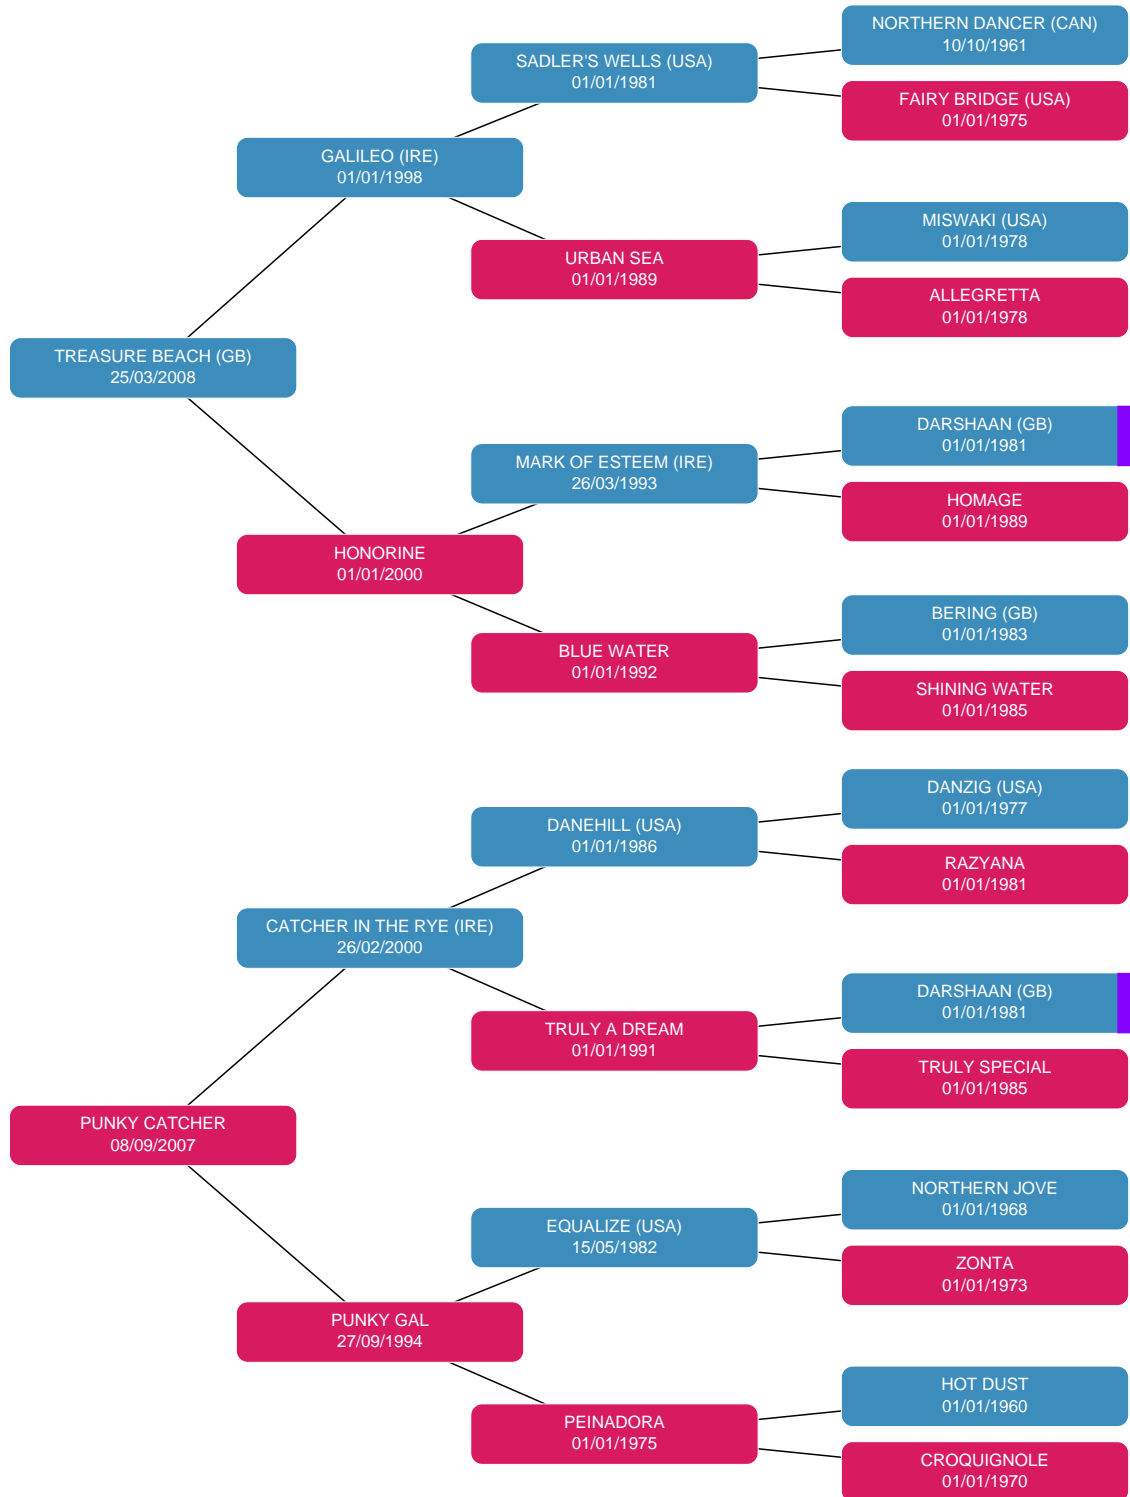 NORTHERN DANCER (CAN)
10/10/1961
SADLER'S WELLS (USA)
01/01/1981
FAIRY BRIDGE (USA)
01/01/1975
GALILEO (IRE)
01/01/1998
MISWAKI (USA)
01/01/1978
URBAN SEA
01/01/1989
ALLEGRETTA
01/01/1978
TREASURE BEACH (GB)
25/03/2008
DARSHAAN (GB)
01/01/1981
MARK OF ESTEEM (IRE)
26/03/1993
HOMAGE
01/01/1989
HONORINE
01/01/2000
BERING (GB)
01/01/1983
BLUE WATER
01/01/1992
SHINING WATER
01/01/1985
DANZIG (USA)
01/01/1977
DANEHILL (USA)
01/01/1986
RAZYANA
01/01/1981
CATCHER IN THE RYE (IRE)
26/02/2000
DARSHAAN (GB)
01/01/1981
TRULY A DREAM
01/01/1991
TRULY SPECIAL
01/01/1985
PUNKY CATCHER
08/09/2007
NORTHERN JOVE
01/01/1968
EQUALIZE (USA)
15/05/1982
ZONTA
01/01/1973
PUNKY GAL
27/09/1994
HOT DUST
01/01/1960
PEINADORA
01/01/1975
CROQUIGNOLE
01/01/1970